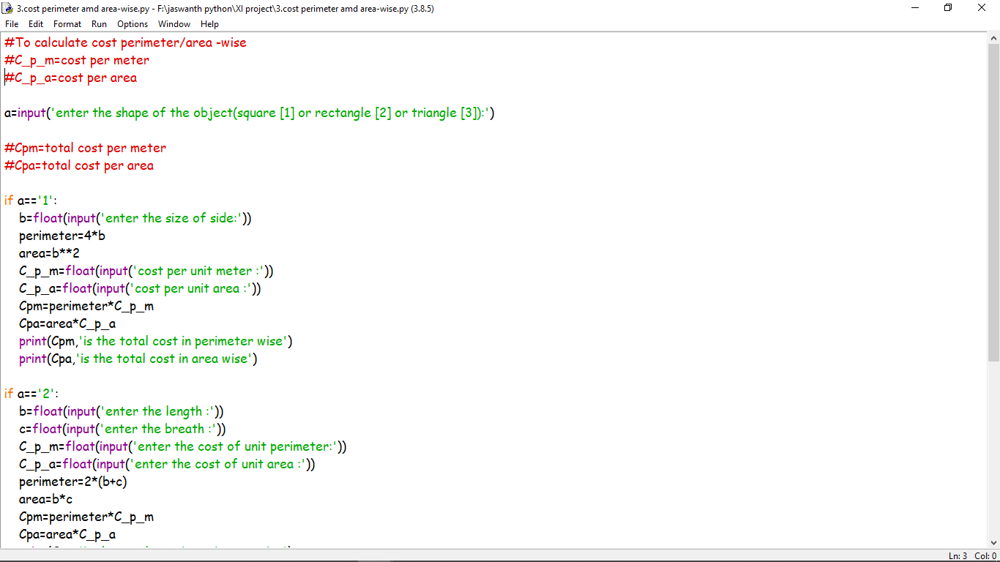 3.cost perimeter amd area-wise.py - F:\jaswanth python\XI project\3.cost perimeter amd area-wise.py (3.8.5)
File Edit Format Run Options Window Help
#To calculate cost perimeter/area -wise
#C_p_m=cost per meter
#C_p_a=cost per area
a=input('enter the shape of the object(square [1] or rectangle [2] or triangle [3]):')
#Cpm=total cost per meter
#Cpa=total cost per area
if a=='1':
b=float(input('enter the size of side:'))
perimeter=4*b
area=b**2
C_p_m=float(input('cost per unit meter :'))
C_p_a=float(input('cost per unit area :'))
Cpm=perimeter*C_p_m
Cpa=area*C_p_a
print(Cpm,'is the total cost in perimeter wise')
print(Cpa,'is the total cost in area wise')
if a=='2':
b=float(input('enter the length :'))
c=float(input('enter the breath :'))
C_p_m=float(input('enter the cost of unit perimeter:'))
C_p_a=float(input('enter the cost of unit area :'))
perimeter=2*(b+c)
area=b*c
Cpm=perimeter*C_p_m
Cpa=area*C_p_a
Ln: 3 Col: 0